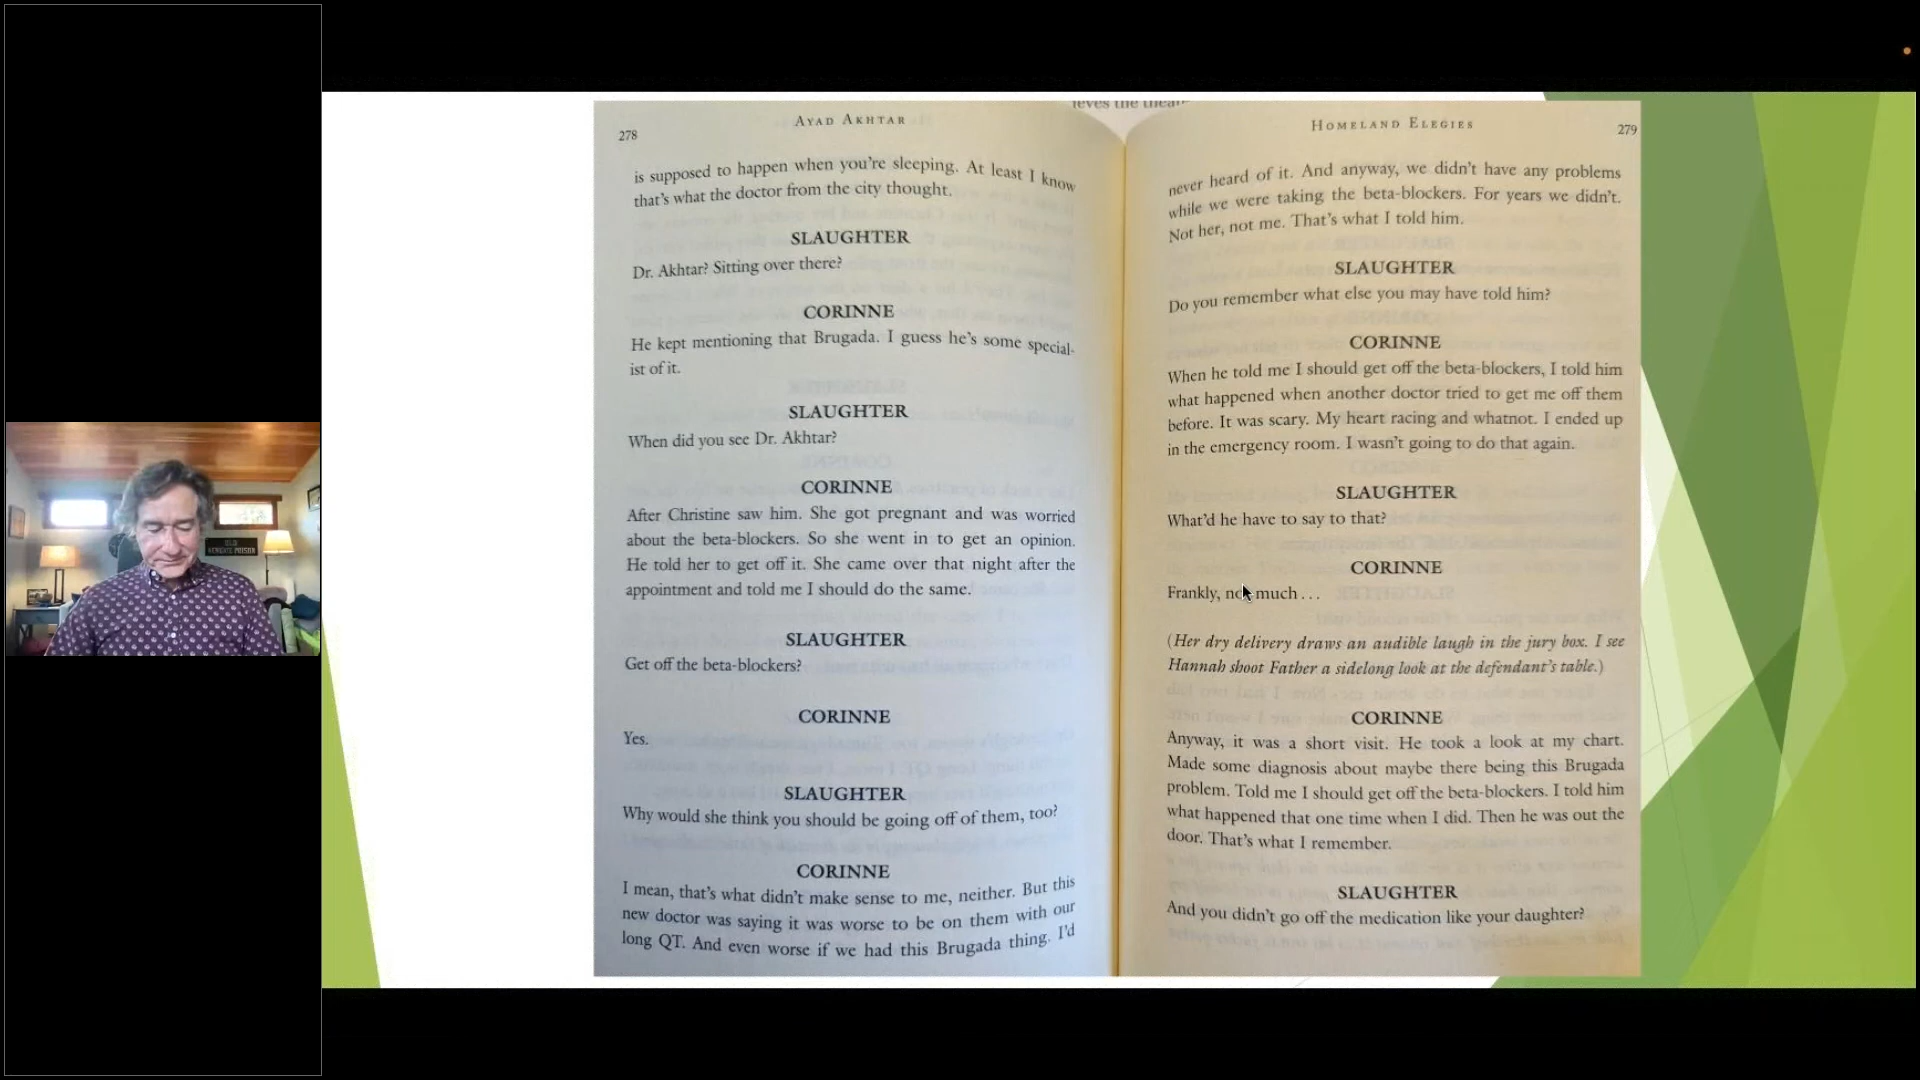 ieves the
278
AYAD AKHTAR
is supposed to happen when you're sleeping. At least I know
that's what the doctor from the city thought.
SLAUGHTER
Dr. Akhtar? Sitting over there?
CORINNE
He kept mentioning that Brugada. I guess he's some special-
ist of it.
SLAUGHTER
When did you see Dr. Akhtar?
CORINNE
After Christine saw him. She got pregnant and was worried
about the beta-blockers. So she went in to get an opinion.
He told her to get off it. She came over that night after the
appointment and told me I should do the same.
SLAUGHTER
Get off the beta-blockers?
CORINNE
Yes.
SLAUGHTER
Why would she think you should be going off of them, too?
CORINNE
I mean, that's what didn't make sense to me, neither. But this
new doctor was saying it was worse to be on them with our
long QT. And even worse if we had this Brugada thing. I'd
HOMELAND ELEGIES
279
never heard of it. And anyway, we didn't have any problems
while we were taking the beta-blockers. For years we didn't.
Not her, not me. That's what I told him.
SLAUGHTER
Do you remember what else you may have told him?
CORINNE
When he told me I should get off the beta-blockers, I told him
what happened when another doctor tried to get me off them
before. It was scary. My heart racing and whatnot. I ended up
in the emergency room. I wasn't going to do that again.
SLAUGHTER
What'd he have to say to that?
CORINNE
Frankly, not much . . .
(Her dry delivery draws an audible laugh in the jury box. I see
Hannah shoot Father a sidelong look at the defendant's table.)
CORINNE
Anyway, it was a short visit. He took a look at my chart.
Made some diagnosis about maybe there being this Brugada
problem. Told me I should get off the beta-blockers. I told him
what happened that one time when I did. Then he was out the
door. That's what I remember.
SLAUGHTER
And you didn't go off the medication like your daughter?